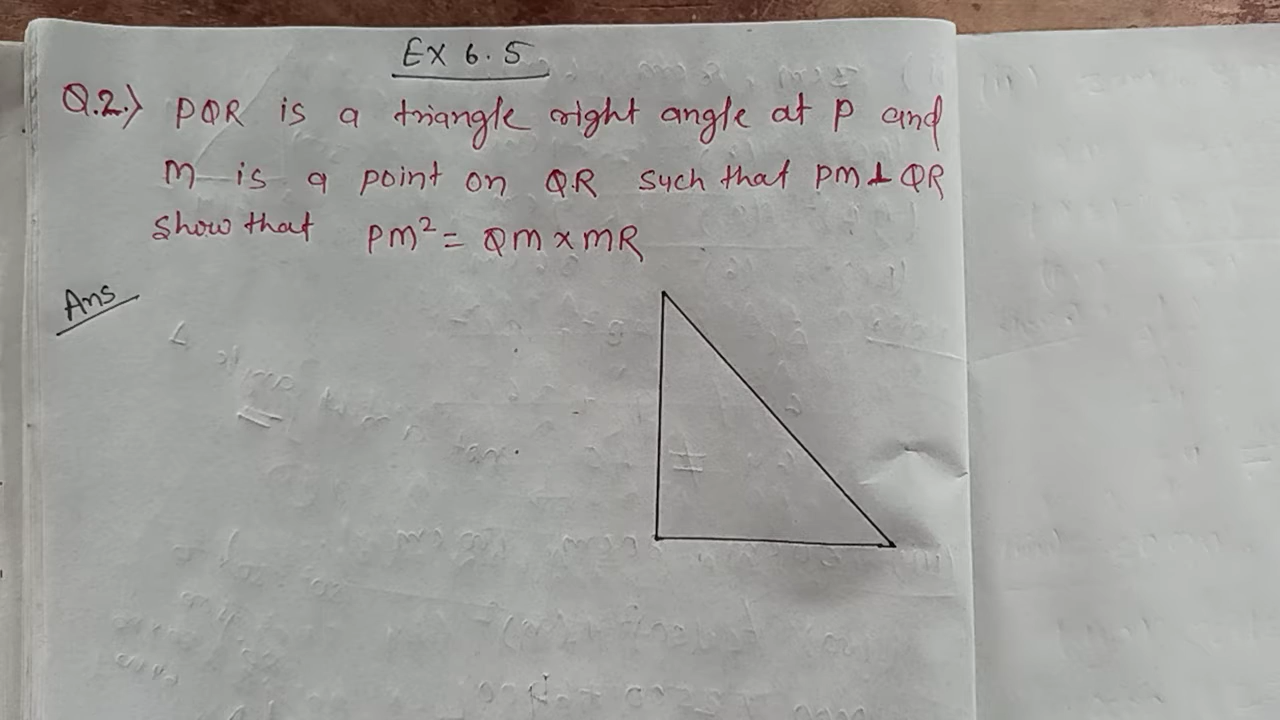 EX 6.5
Q.2.) PQR is a triangle right angle at P and
M is a point on QR such that PM ⊥ QR
show that PM² = QM × MR
Ans